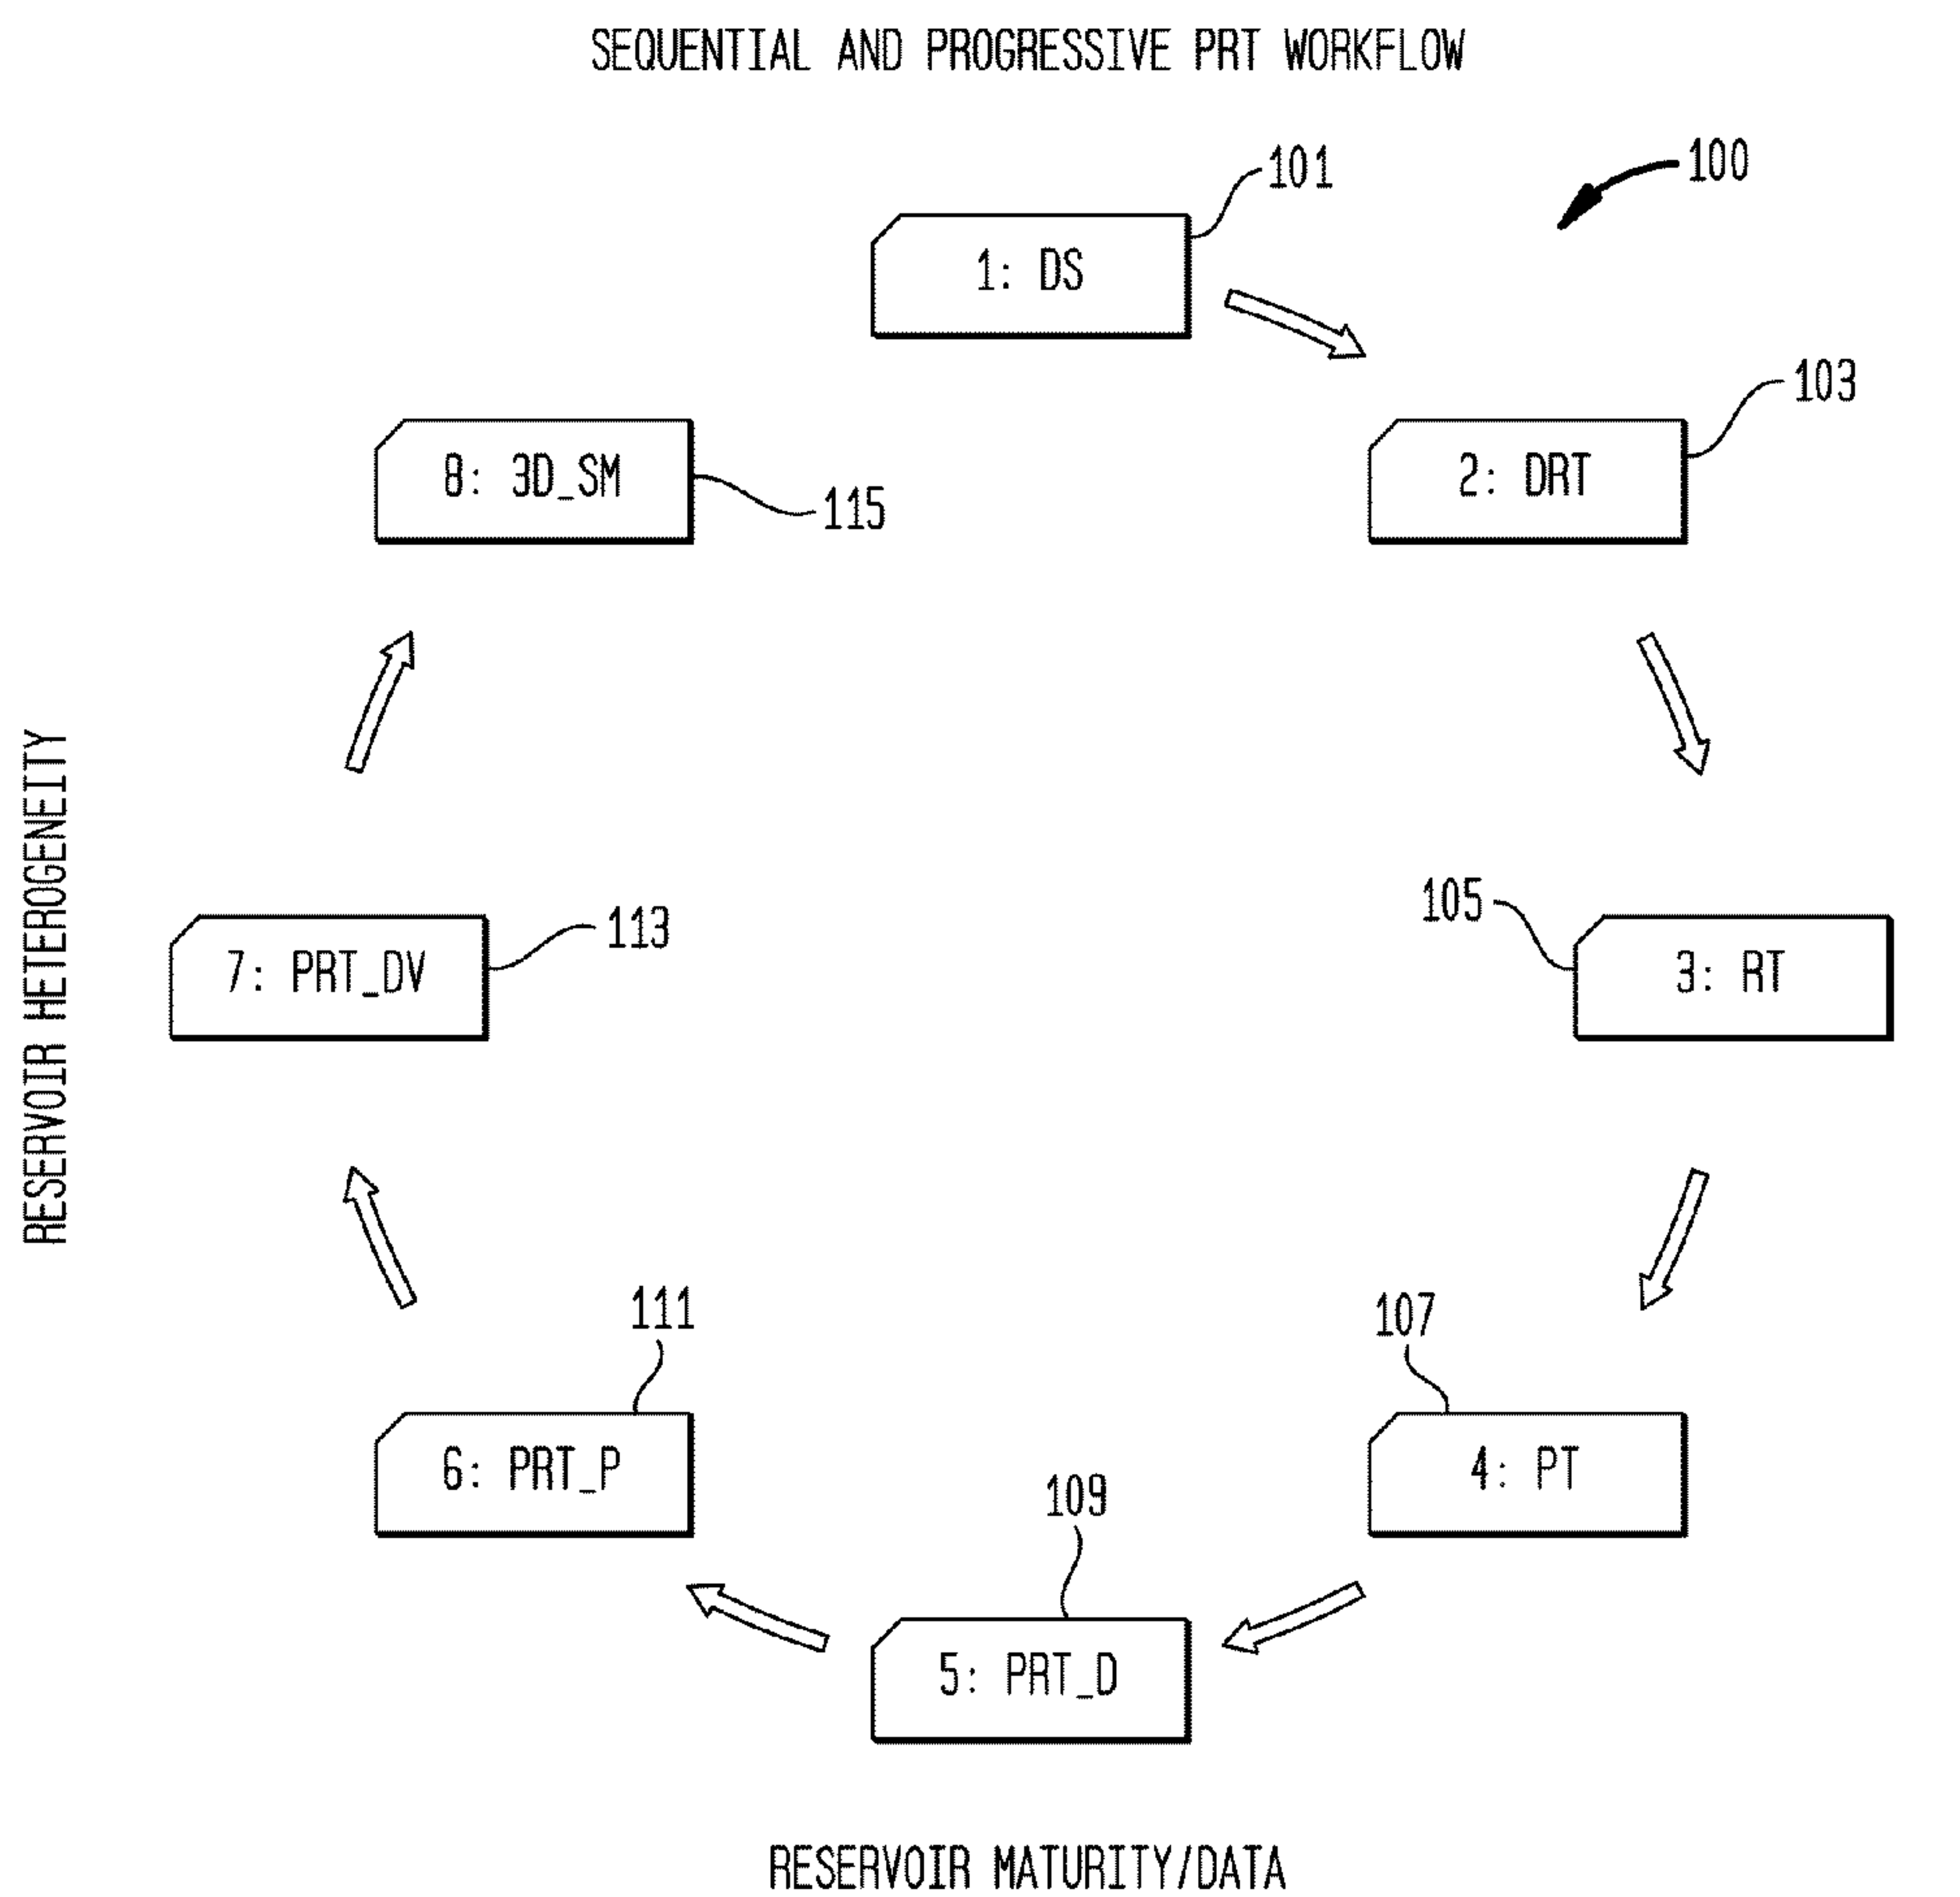 SEQUENTIAL AND PROGRESSIVE PRT WORKFLOW
100
101
1: DS
103
2: DRT
8: 3D_SM
115
105
3: RT
113
7: PRT_DV
RESERVOIR HETEROGENEITY
107
4: PT
111
6: PRT_P
109
5: PRT_D
RESERVOIR MATURITY/DATA